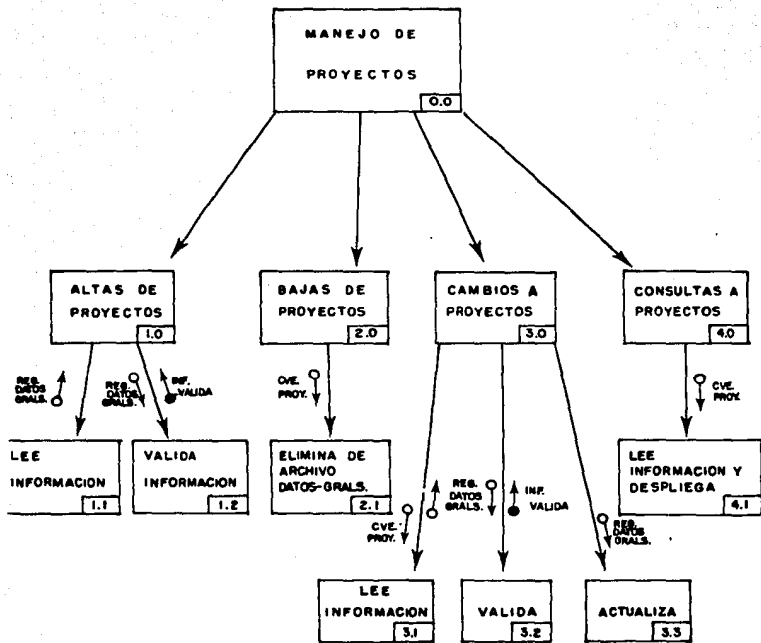 MANEJO DE
PROYECTOS
0.0
ALTAS DE
PROYECTOS
1.0
BAJAS DE
PROYECTOS
2.0
CAMBIOS A
PROYECTOS
3.0
CONSULTAS A
PROYECTOS
4.0
REG.
DATOS
GRALS.
REG.
DATOS
GRALS.
INF.
VALIDA
CVE.
PROY.
CVE.
PROY.
LEE
INFORMACION
1.1
VALIDA
INFORMACION
1.2
ELIMINA DE
ARCHIVO
DATOS-GRALS.
2.1
LEE
INFORMACION Y
DESPLIEGA
4.1
CVE.
PROY.
REG.
DATOS
GRALS.
INF.
VALIDA
REG.
DATOS
GRALS.
LEE
INFORMACION
3.1
VALIDA
3.2
ACTUALIZA
3.3